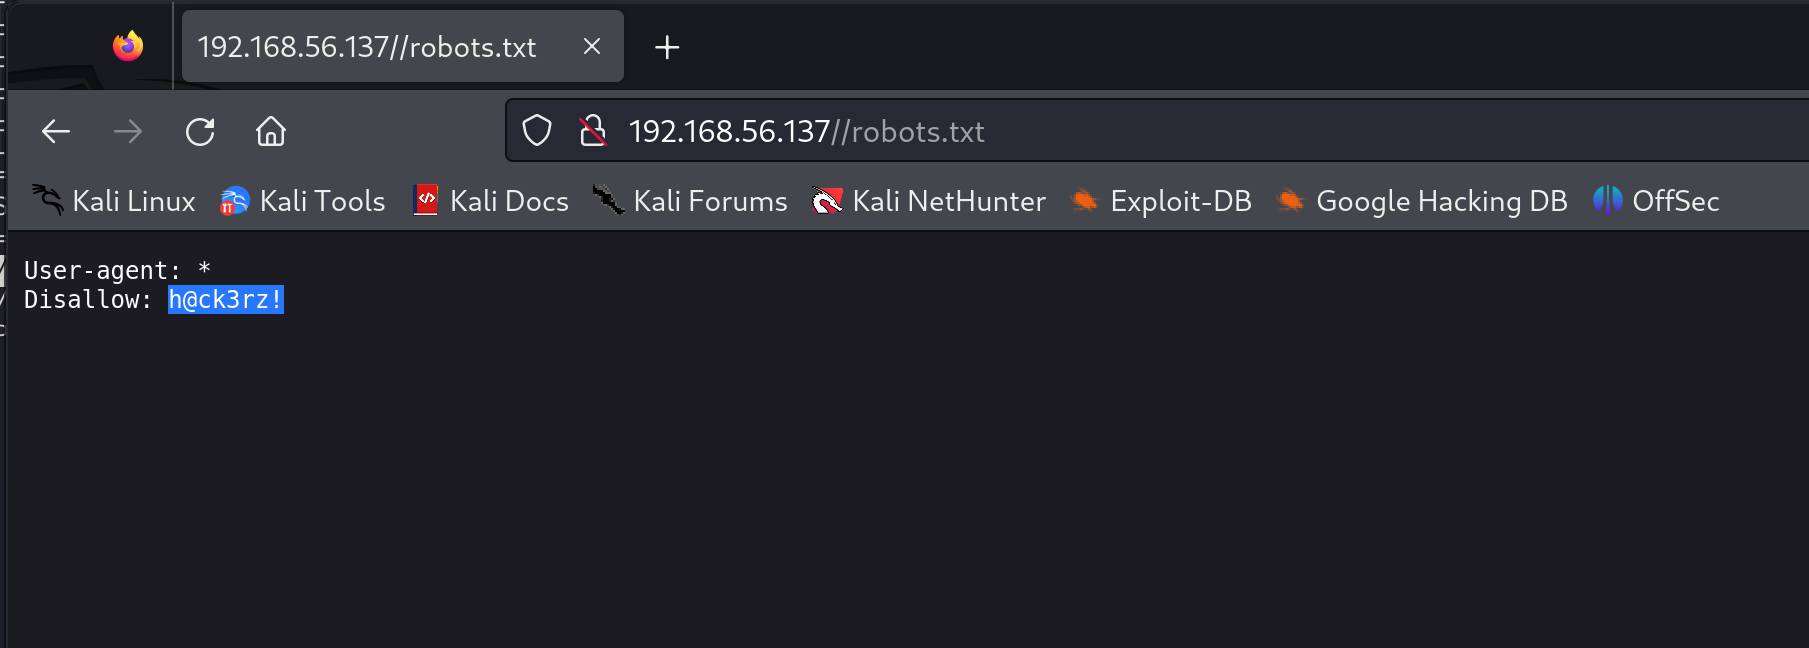 192.168.56.137//robots.txt
192.168.56.137//robots.txt
Kali Linux Kali Tools Kali Docs Kali Forums Kali NetHunter Exploit-DB Google Hacking DB OffSec
User-agent: *
Disallow: h@ck3rz!